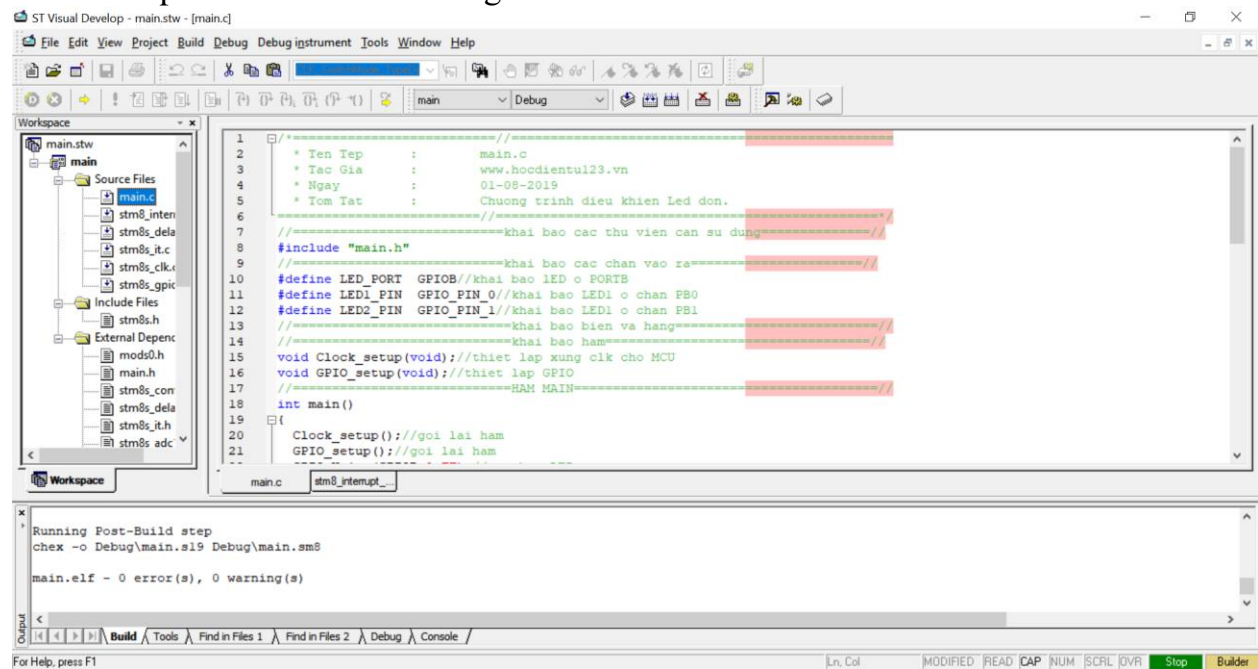 ST Visual Develop - main.stw - [main.c]
File Edit View Project Build Debug Debug instrument Tools Window Help
main Debug
Workspace
main.stw
main
Source Files
main.c
stm8_inten
stm8s_dela
stm8s_it.c
stm8s_clk.c
stm8s_gpic
Include Files
stm8s.h
External Depenc
mods0.h
main.h
stm8s_con
stm8s_dela
stm8s_it.h
stm8s_adc
Workspace
1 /*==========================//================================================
2 * Ten Tep : main.c
3 * Tac Gia : www.hocdientu123.vn
4 * Ngay : 01-08-2019
5 * Tom Tat : Chuong trinh dieu khien Led don.
6 ==========================//================================================*/
7 //===========================khai bao cac thu vien can su dung==============//
8 #include "main.h"
9 //===========================khai bao cac chan vao ra======================//
10 #define LED_PORT GPIOB//khai bao lED o PORTB
11 #define LED1_PIN GPIO_PIN_0//khai bao LED1 o chan PB0
12 #define LED2_PIN GPIO_PIN_1//khai bao LED1 o chan PB1
13 //============================khai bao bien va hang==========================//
14 //============================khai bao ham==================================//
15 void Clock_setup(void);//thiet lap xung clk cho MCU
16 void GPIO_setup(void);//thiet lap GPIO
17 //============================HAM MAIN=======================================//
18 int main()
19 {
20 Clock_setup();//goi lai ham
21 GPIO_setup();//goi lai ham
main.c stm8_interrupt_...
Running Post-Build step
chex -o Debug\main.s19 Debug\main.sm8
main.elf - 0 error(s), 0 warning(s)
Output
Build Tools Find in Files 1 Find in Files 2 Debug Console
For Help, press F1 Ln, Col MODIFIED READ CAP NUM SCRL OVR Stop Builder